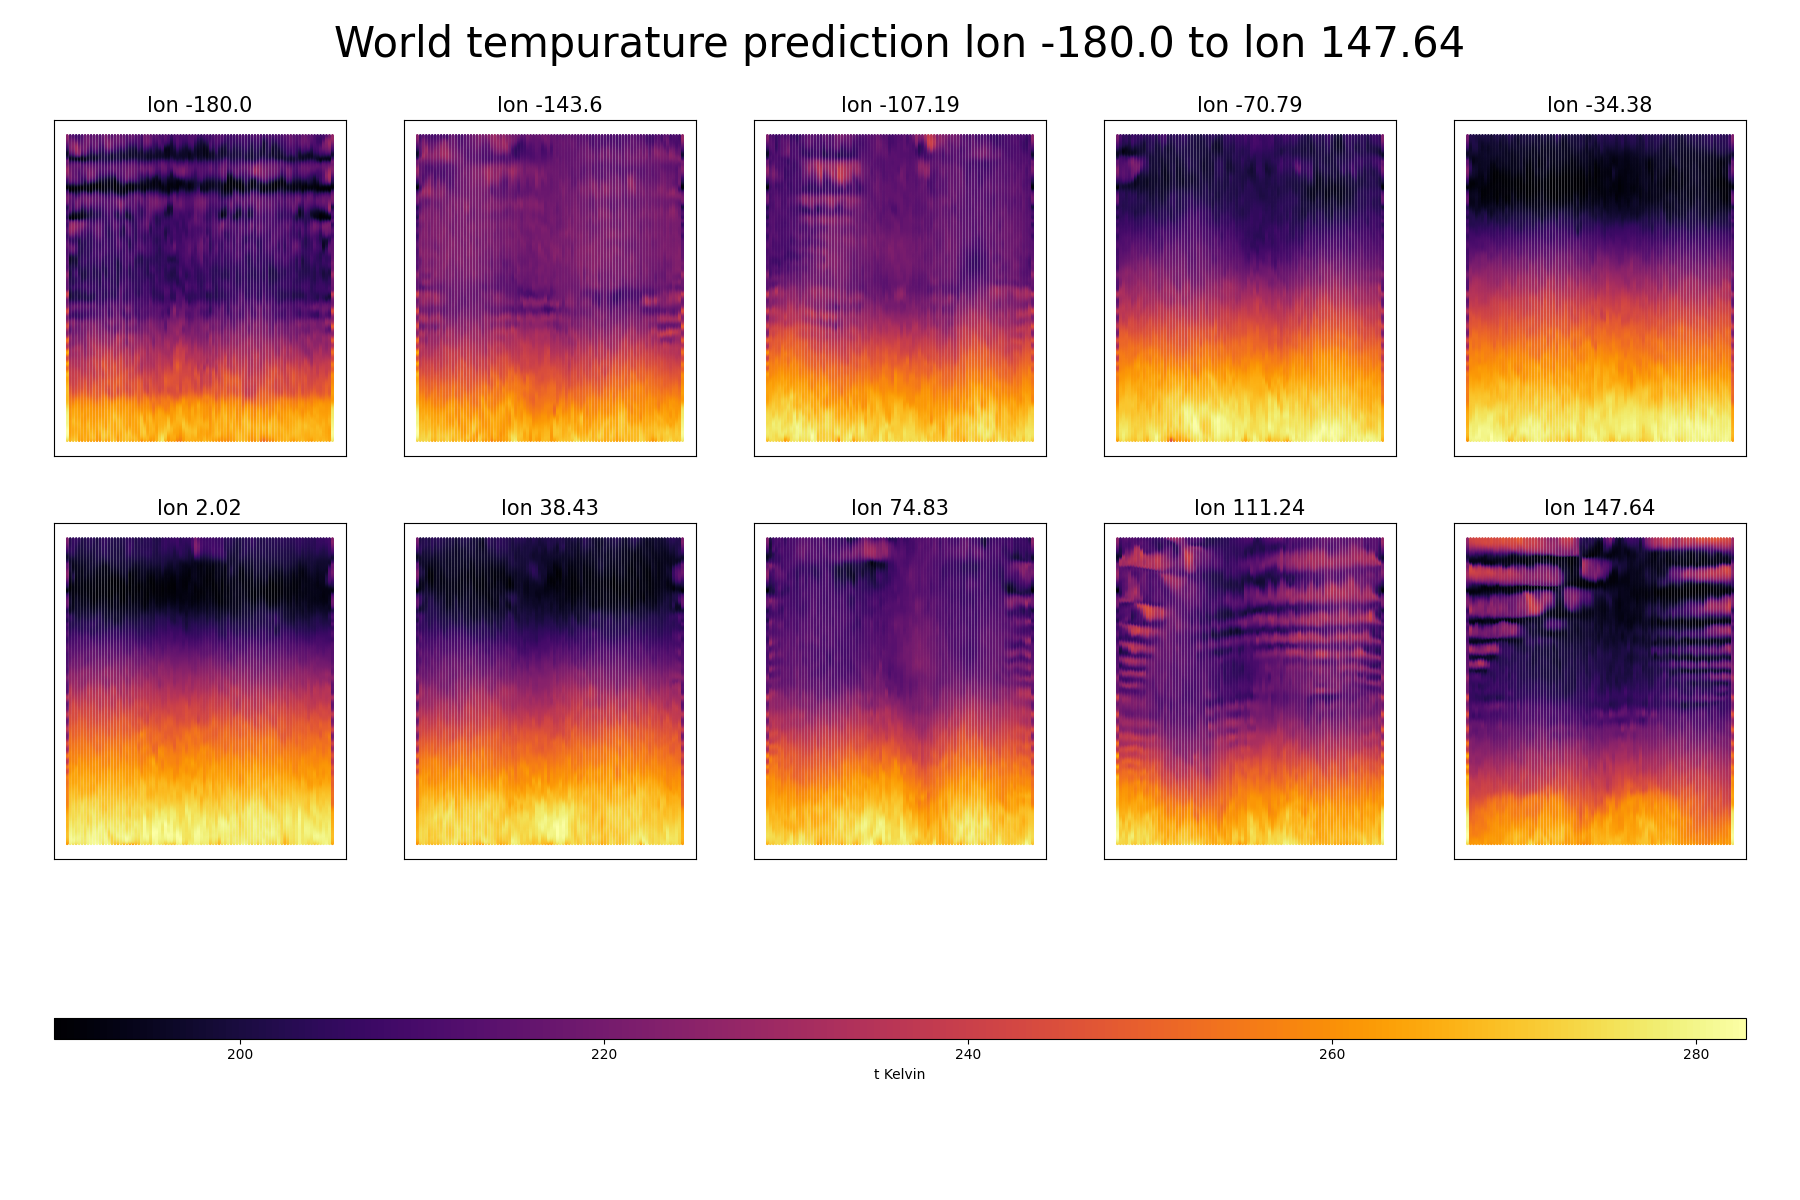 World tempurature prediction lon -180.0 to lon 147.64
lon -180.0
lon -143.6
lon -107.19
lon -70.79
lon -34.38
lon 2.02
lon 38.43
lon 74.83
lon 111.24
lon 147.64
200
220
240
260
280
t Kelvin